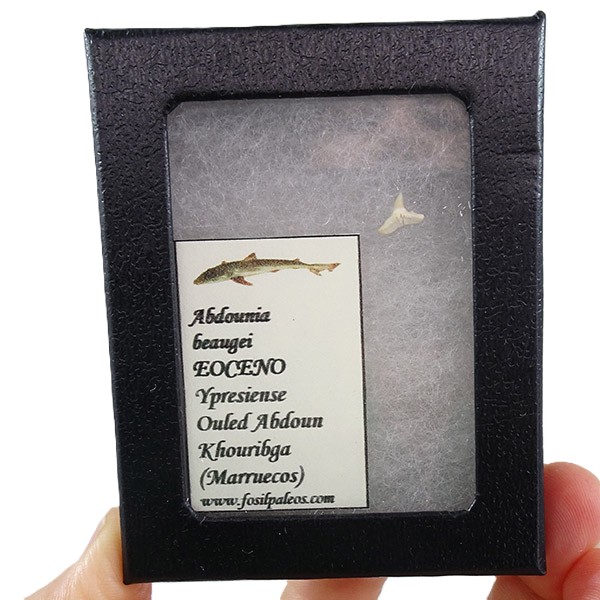 Abdounia
beaugei
EOCENO
Ypresiense
Ouled Abdoun
Khouribga
(Marruecos)
www.fosilpaleos.com